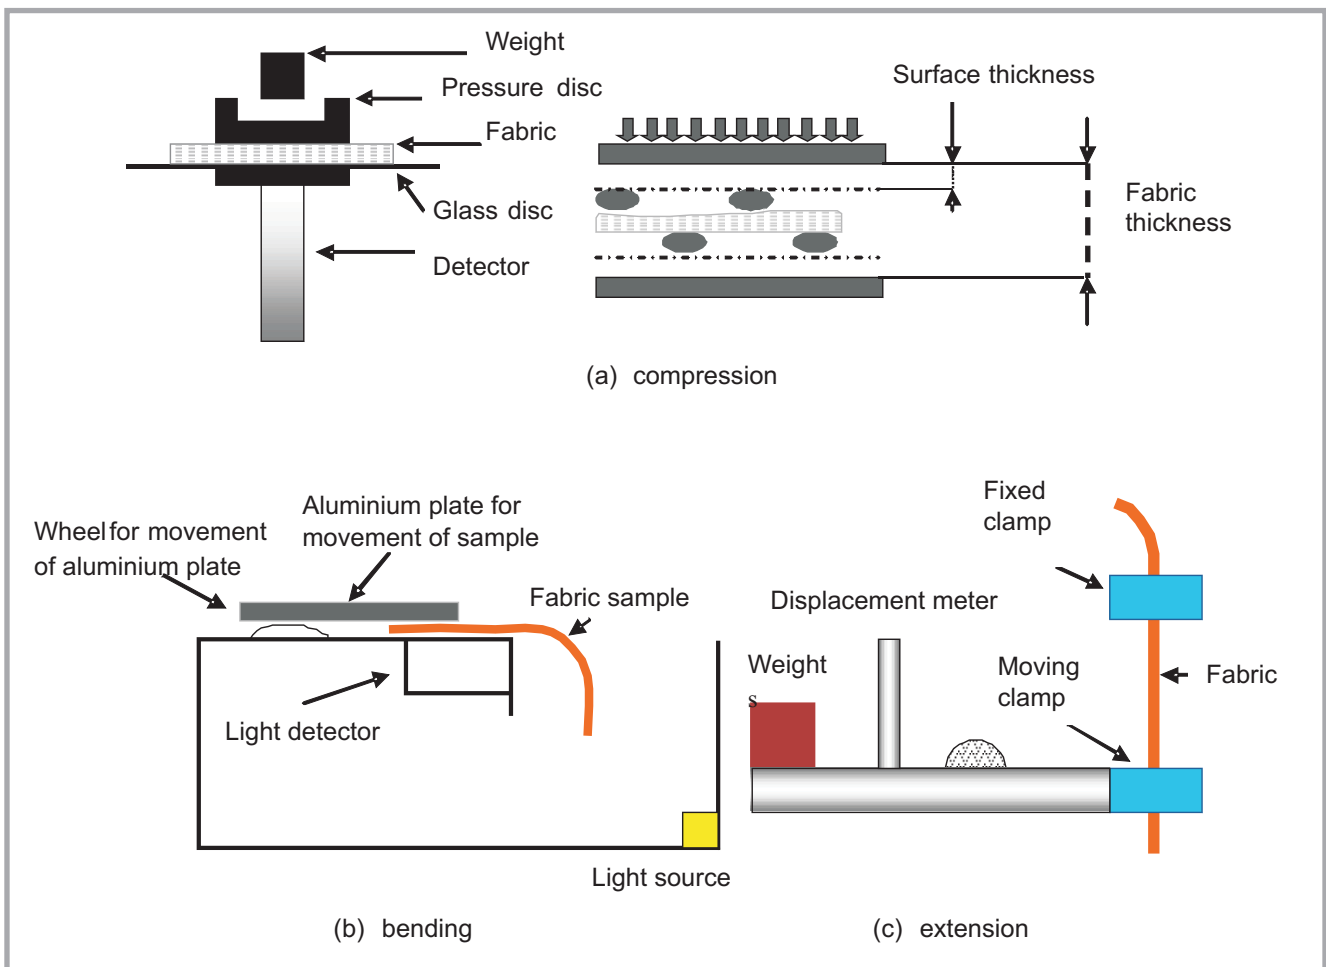 Weight
Pressure disc
Fabric
Glass disc
Detector
Surface thickness
Fabric
thickness
(a) compression
Wheel for movement
of aluminium plate
Aluminium plate for
movement of sample
Fabric sample
Light detector
Light source
(b) bending
Fixed
clamp
Displacement meter
Weight
s
Moving
clamp
Fabric
(c) extension